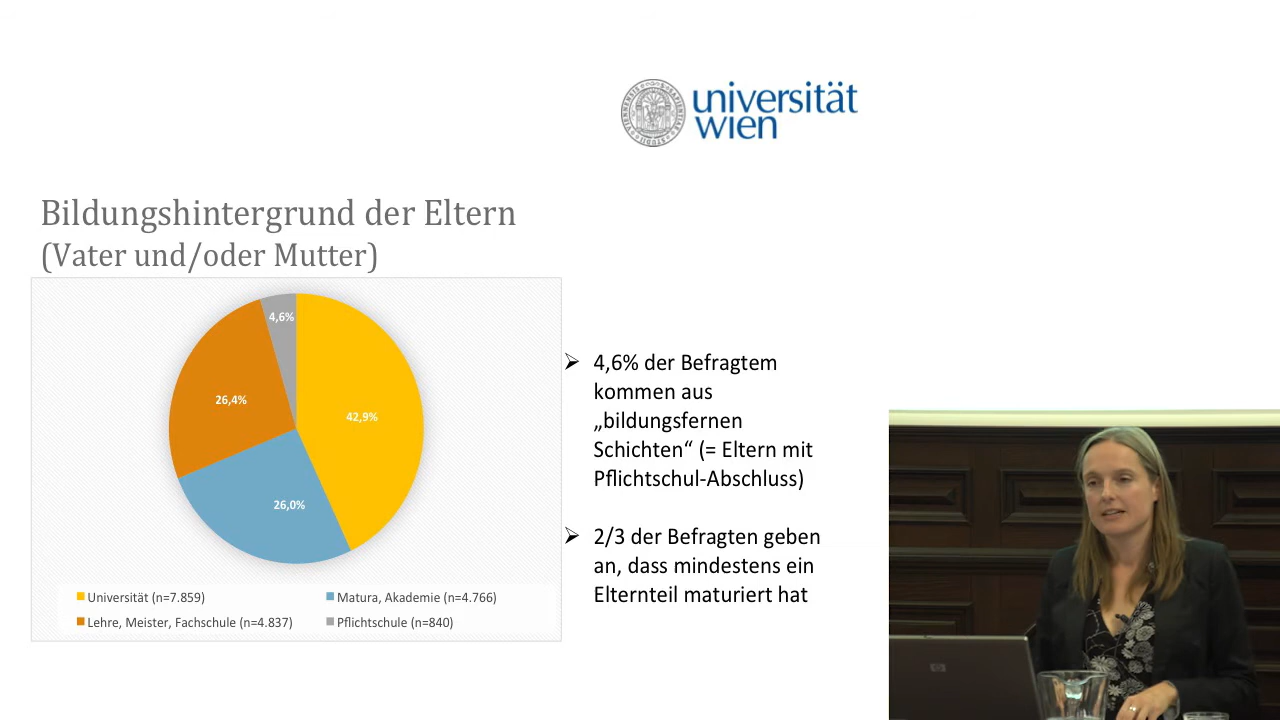 universität
wien
Bildungshintergrund der Eltern
(Vater und/oder Mutter)
4,6%
26,4%
42,9%
26,0%
Universität (n=7.859)
Matura, Akademie (n=4.766)
Lehre, Meister, Fachschule (n=4.837)
Pflichtschule (n=840)
4,6% der Befragtem
kommen aus
„bildungsfernen
Schichten“ (= Eltern mit
Pflichtschul-Abschluss)
2/3 der Befragten geben
an, dass mindestens ein
Elternteil maturiert hat